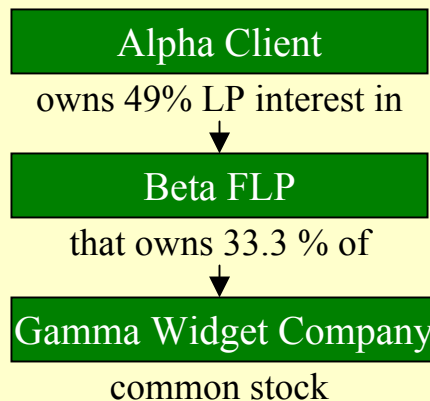 Alpha Client
owns 49% LP interest in
Beta FLP
that owns 33.3 % of
Gamma Widget Company
common stock